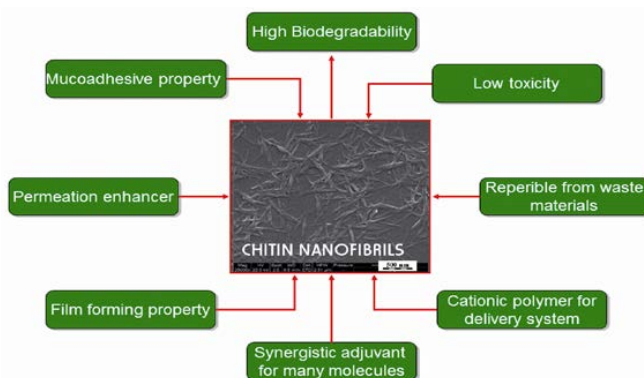 High Biodegradability
Mucoadhesive property
Low toxicity
Permeation enhancer
Reperible from waste
materials
CHITIN NANOFIBRILS
Film forming property
Cationic polymer for
delivery system
Synergistic adjuvant
for many molecules